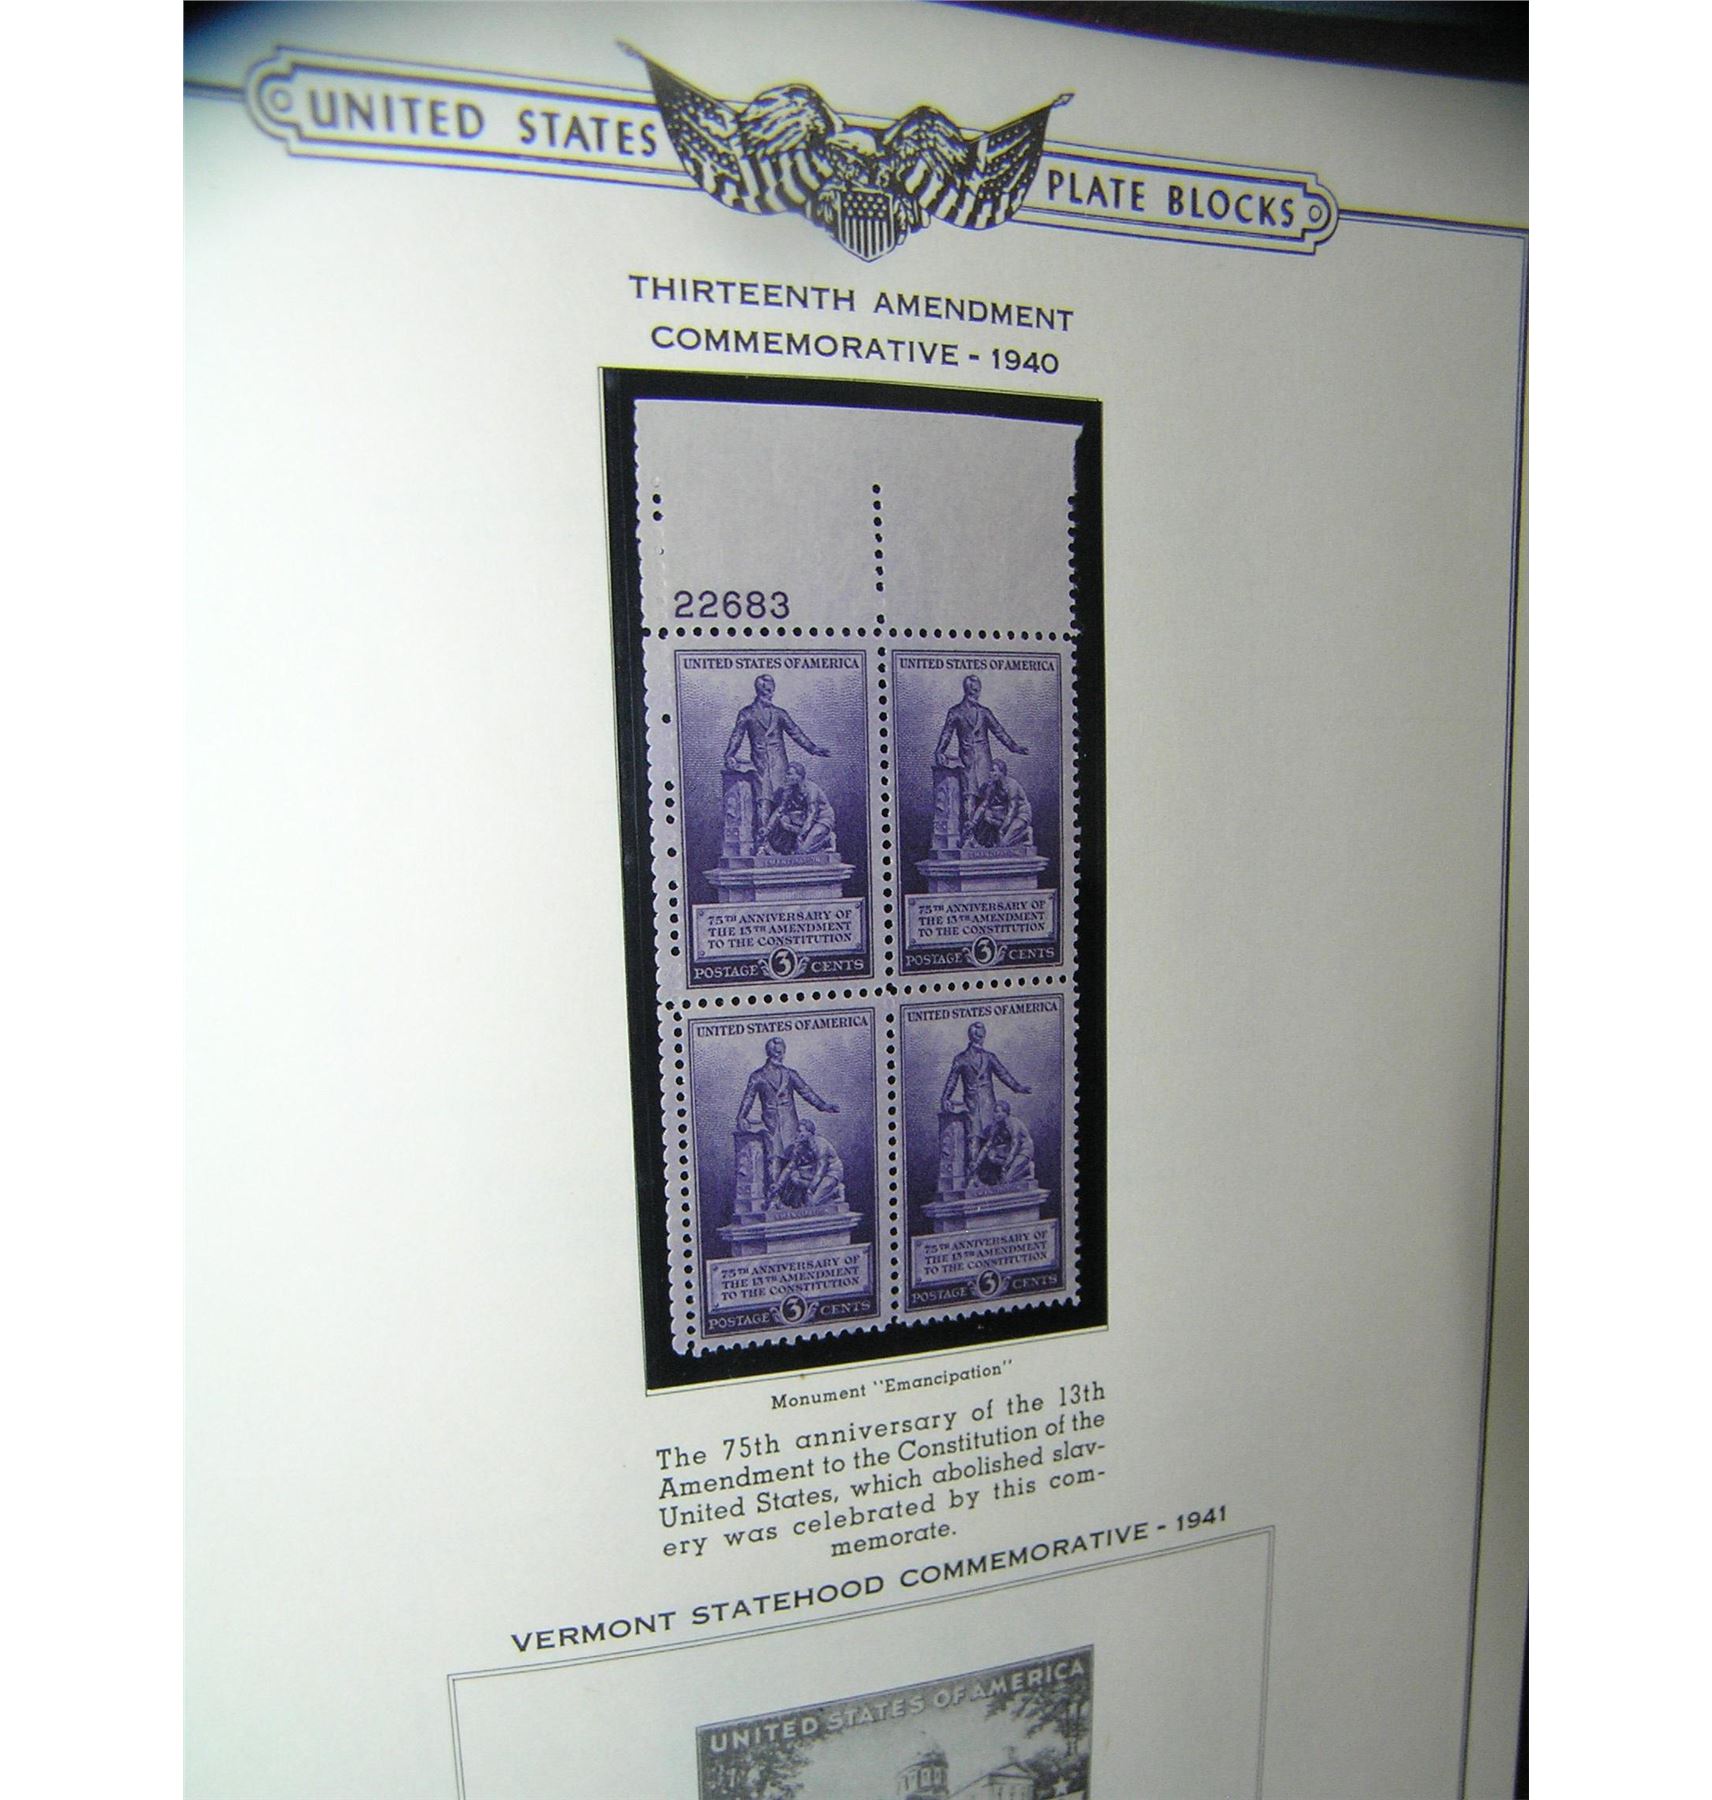 UNITED STATES PLATE BLOCKS
THIRTEENTH AMENDMENT
COMMEMORATIVE - 1940
22683
UNITED STATES OF AMERICA
EMANCIPATION
75TH ANNIVERSARY OF
THE 13TH AMENDMENT
TO THE CONSTITUTION
POSTAGE 3 CENTS
UNITED STATES OF AMERICA
EMANCIPATION
75TH ANNIVERSARY OF
THE 13TH AMENDMENT
TO THE CONSTITUTION
POSTAGE 3 CENTS
UNITED STATES OF AMERICA
EMANCIPATION
75TH ANNIVERSARY OF
THE 13TH AMENDMENT
TO THE CONSTITUTION
POSTAGE 3 CENTS
UNITED STATES OF AMERICA
EMANCIPATION
75TH ANNIVERSARY OF
THE 13TH AMENDMENT
TO THE CONSTITUTION
POSTAGE 3 CENTS
Monument "Emancipation"
The 75th anniversary of the 13th
Amendment to the Constitution of the
United States, which abolished slav-
ery was celebrated by this com-
memorate.
VERMONT STATEHOOD COMMEMORATIVE - 1941
UNITED STATES OF AMERICA